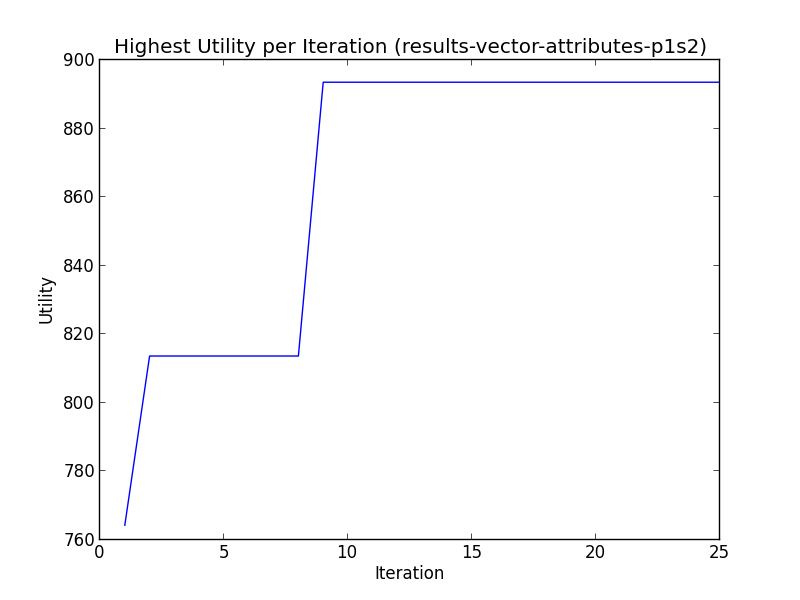 Highest Utility per Iteration (results-vector-attributes-p1s2)
900
880
860
840
820
800
780
760
Utility
0 5 10 15 20 25
Iteration